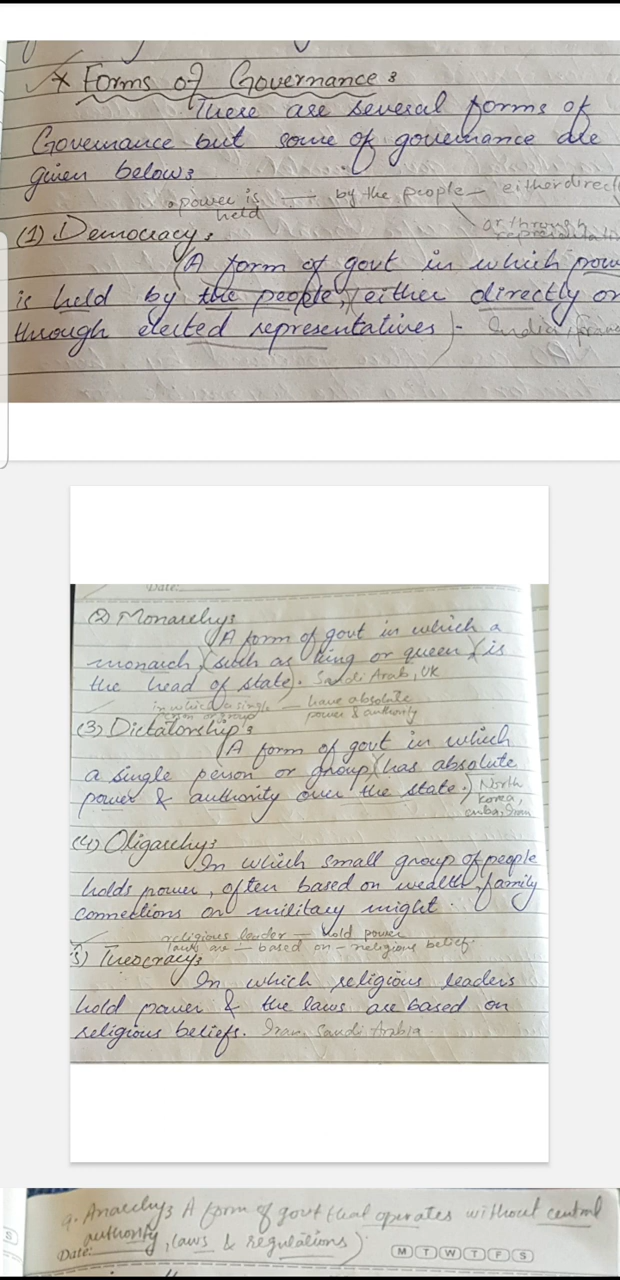 * Forms of Governance:
There are several forms of
Governance but some of governance are
given below:
power is held — by the people — either direct
or through
(1) Democracy:
(A form of govt in which pow
is held by the people, (either directly or
through elected representatives)- India,
Date:
(2) Monarchy:
(A form of govt in which a
monarch (such as king or queen) (is
the head of state). Saudi Arab, UK
in which a single — have absolute
or group power & authority
(3) Dictatorship:
(A form of govt in which
a single person or group (has absolute
power & authority over the state.) North
Korea,
cuba, Iran
(4) Oligarchy:
In which small group of people
holds power, often based on wealth, family
connections or military might.
religious leader — hold power
laws are — based on — religious belief.
5) Theocracy:
In which religious leaders
hold power & the laws are based on
religious beliefs. Iran, Saudi Arabia
9. Anarchy: A form of govt that operates without central
authority, laws & regulations)
Date: M T W T F S
S